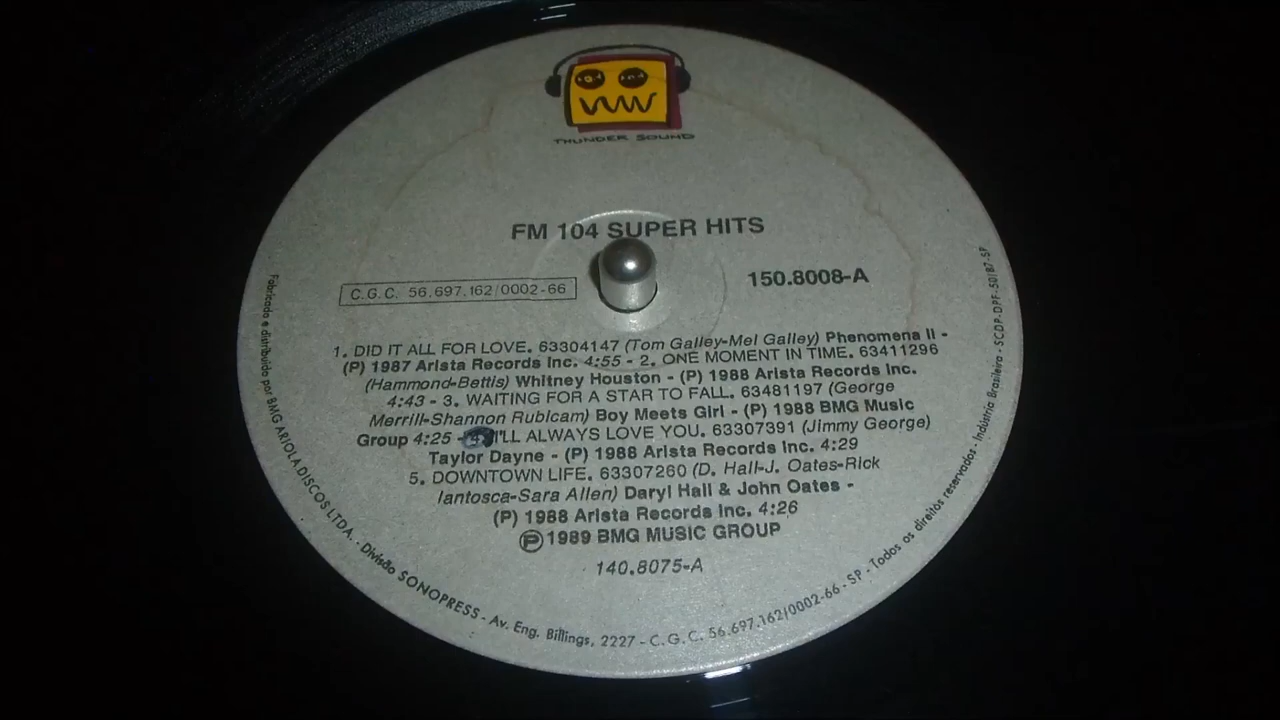 THUNDER SOUND
FM 104 SUPER HITS
C.G.C. 56.697.162/0002-66
150.8008-A
1. DID IT ALL FOR LOVE. 63304147 (Tom Galley-Mel Galley) Phenomena II -
(P) 1987 Arista Records Inc. 4:55 - 2. ONE MOMENT IN TIME. 63411296
(Hammond-Bettis) Whitney Houston - (P) 1988 Arista Records Inc.
4:43 - 3. WAITING FOR A STAR TO FALL. 63481197 (George
Merrill-Shannon Rubicam) Boy Meets Girl - (P) 1988 BMG Music
Group 4:25 - 4. I'LL ALWAYS LOVE YOU. 63307391 (Jimmy George)
Taylor Dayne - (P) 1988 Arista Records Inc. 4:29
5. DOWNTOWN LIFE. 63307260 (D. Hall-J. Oates-Rick
Iantosca-Sara Allen) Daryl Hall & John Oates -
(P) 1988 Arista Records Inc. 4:26
Ⓟ 1989 BMG MUSIC GROUP
140.8075-A
Fabricado e distribuido por BMG ARIOLA DISCOS LTDA. - Divisão SONOPRESS - Av. Eng. Billings, 2227 - C.G.C. 56.697.162/0002-66 - SP - Todos os direitos reservados - Indústria Brasileira - SCDP-DPF-50/87-SP